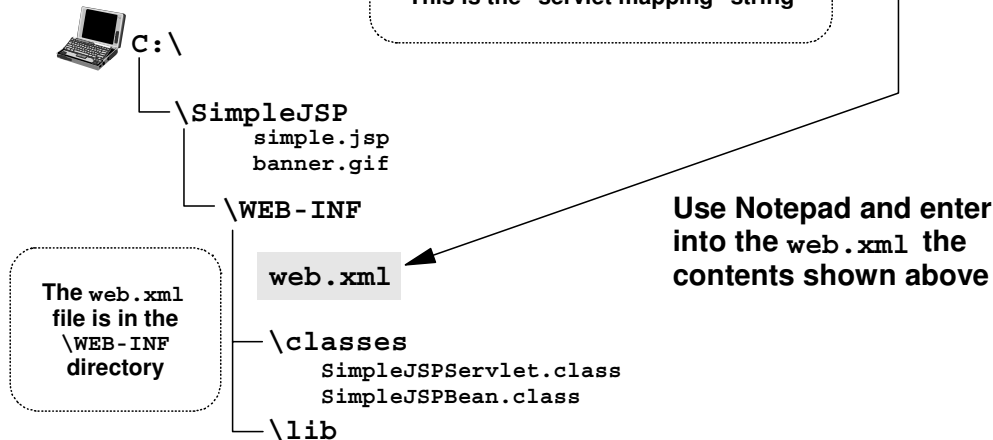 This is the "servlet mapping" string
C:\
\SimpleJSP
simple.jsp
banner.gif
\WEB-INF
Use Notepad and enter
into the web.xml the
contents shown above
web.xml
The web.xml
file is in the
\WEB-INF
directory
\classes
SimpleJSPServlet.class
SimpleJSPBean.class
\lib